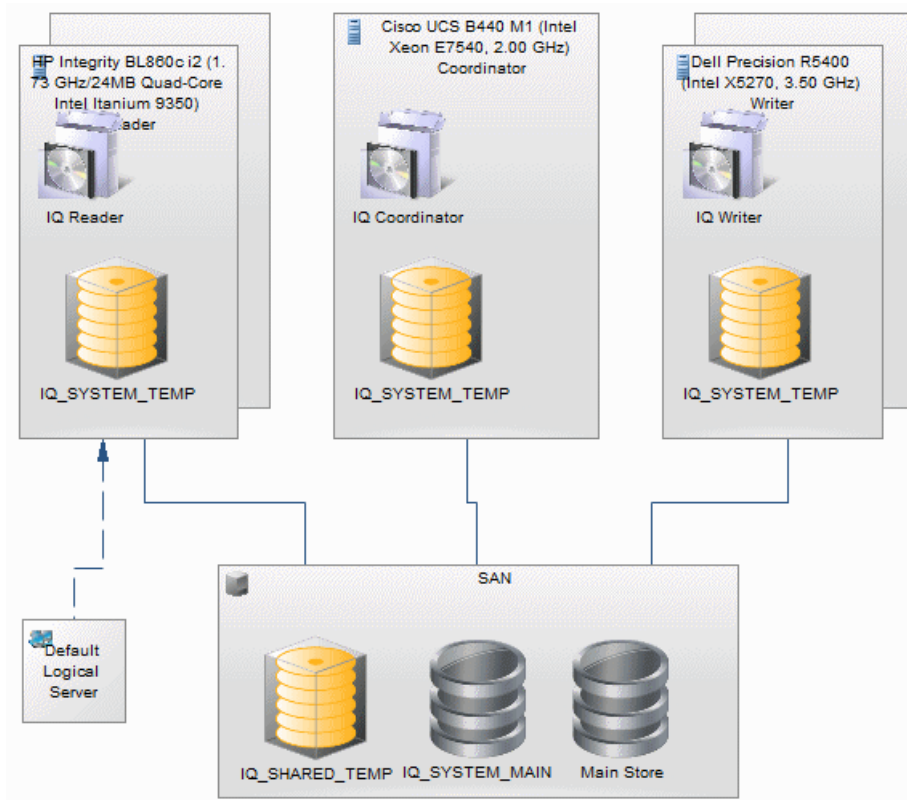 HP Integrity BL860c i2 (1.
73 GHz/24MB Quad-Core
Intel Itanium 9350)
IQ Reader
IQ_SYSTEM_TEMP
Cisco UCS B440 M1 (Intel
Xeon E7540, 2.00 GHz)
Coordinator
IQ Coordinator
IQ_SYSTEM_TEMP
Dell Precision R5400
(Intel X5270, 3.50 GHz)
Writer
IQ Writer
IQ_SYSTEM_TEMP
Default
Logical
Server
SAN
IQ_SHARED_TEMP
IQ_SYSTEM_MAIN
Main Store